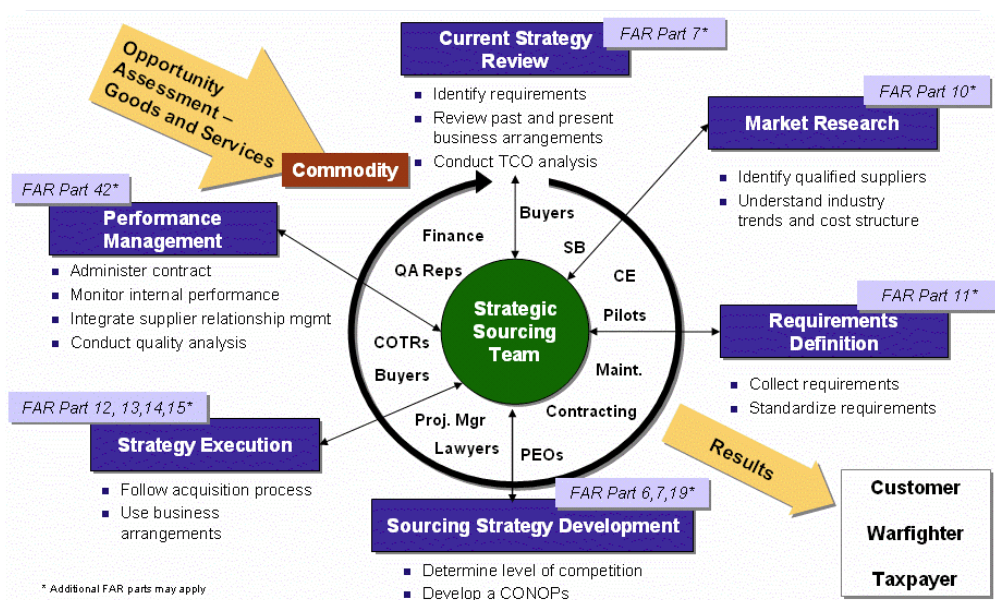 Opportunity
Assessment –
Goods and Services
Commodity
Current Strategy
Review
FAR Part 7*
Identify requirements
Review past and present
business arrangements
Conduct TCO analysis
FAR Part 10*
Market Research
Identify qualified suppliers
Understand industry
trends and cost structure
FAR Part 11*
Requirements
Definition
Collect requirements
Standardize requirements
FAR Part 42*
Performance
Management
Administer contract
Monitor internal performance
Integrate supplier relationship mgmt
Conduct quality analysis
FAR Part 12, 13,14,15*
Strategy Execution
Follow acquisition process
Use business
arrangements
Strategic
Sourcing
Team
Buyers
SB
CE
Pilots
Maint.
Contracting
PEOs
Lawyers
Proj. Mgr
Buyers
COTRs
QA Reps
Finance
FAR Part 6,7,19*
Sourcing Strategy Development
Determine level of competition
Develop a CONOPs
Results
Customer
Warfighter
Taxpayer
* Additional FAR parts may apply